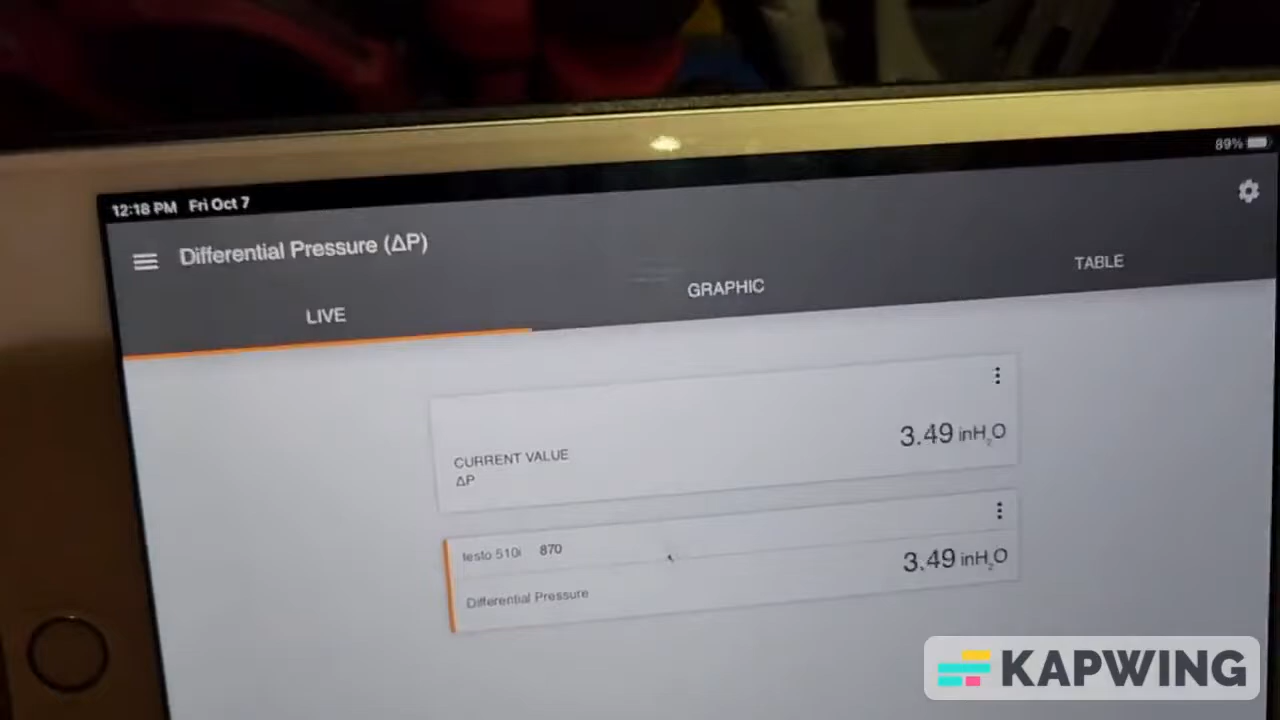 12:18 PM Fri Oct 7
89%
Differential Pressure (ΔP)
LIVE
GRAPHIC
TABLE
3.49 inH₂O
CURRENT VALUE
ΔP
testo 510i 870
3.49 inH₂O
Differential Pressure
KAPWING